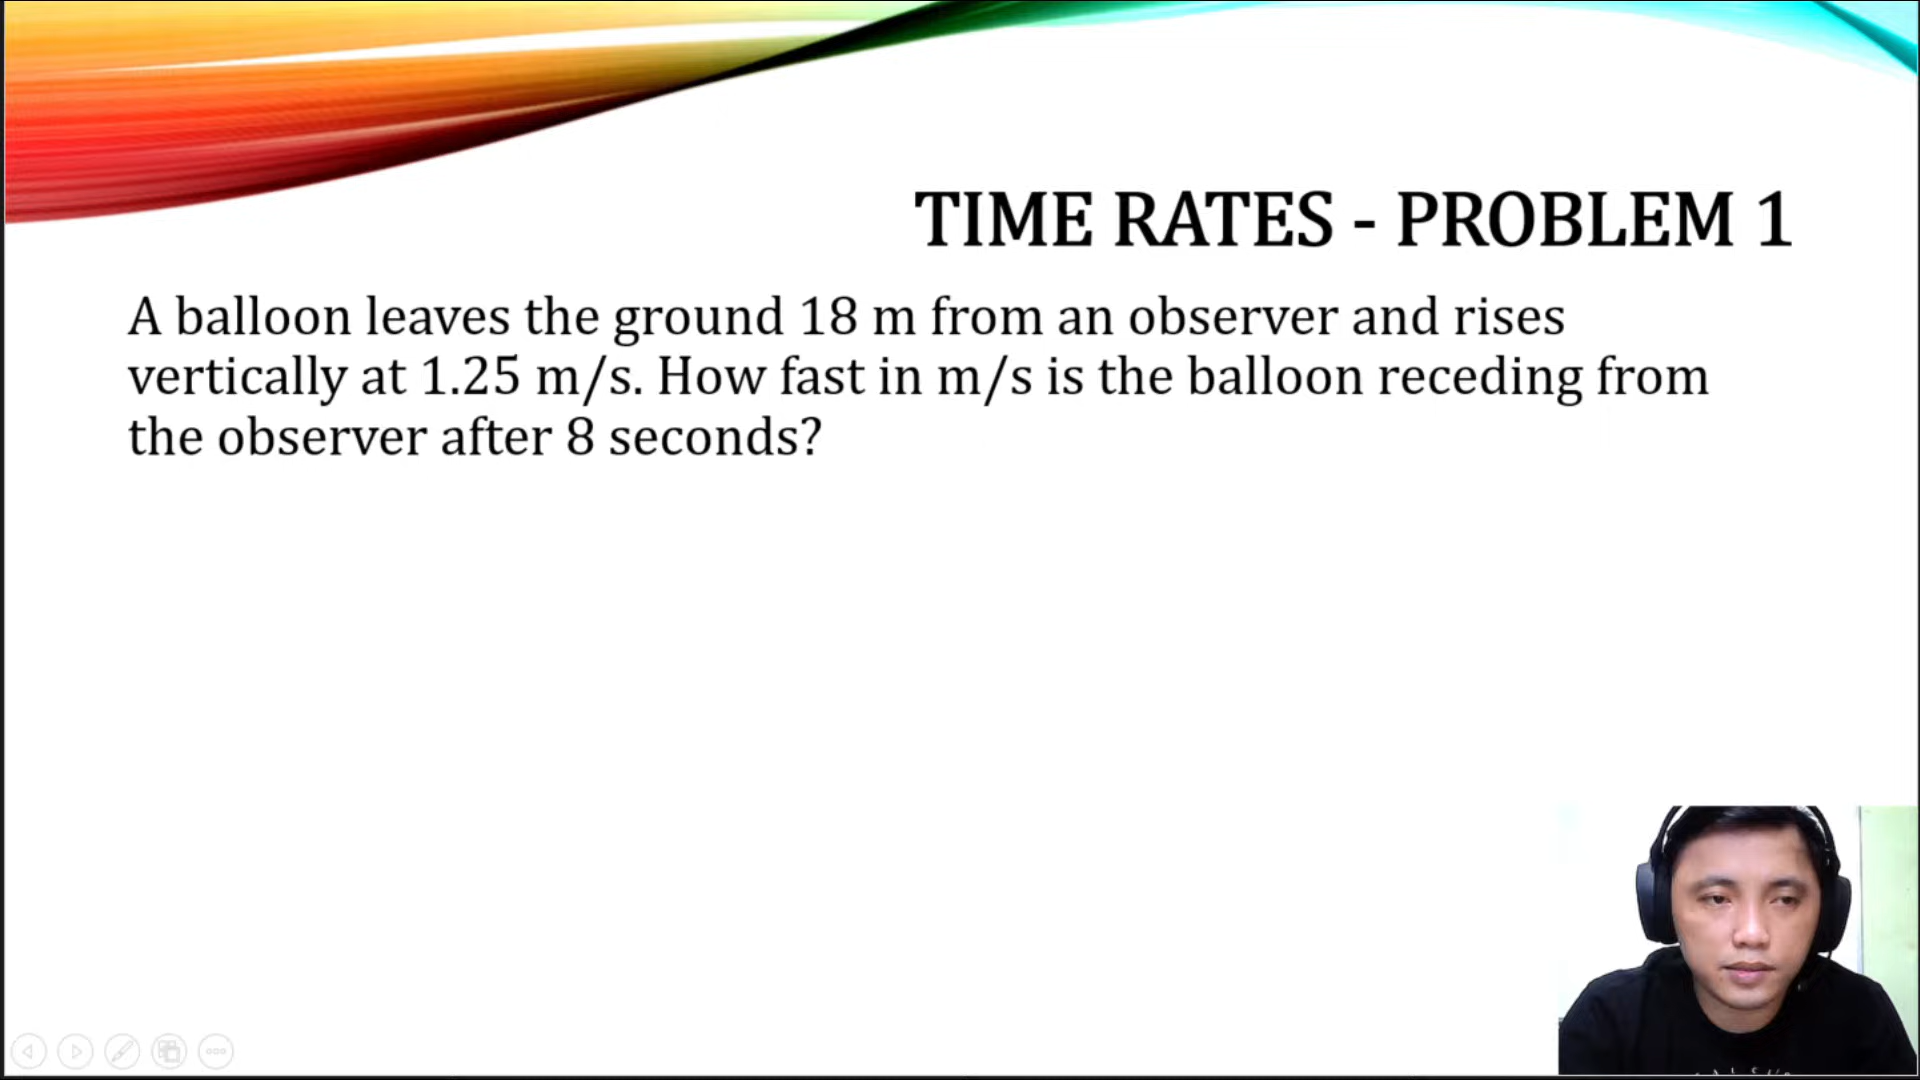 TIME RATES - PROBLEM 1
A balloon leaves the ground 18 m from an observer and rises
vertically at 1.25 m/s. How fast in m/s is the balloon receding from
the observer after 8 seconds?